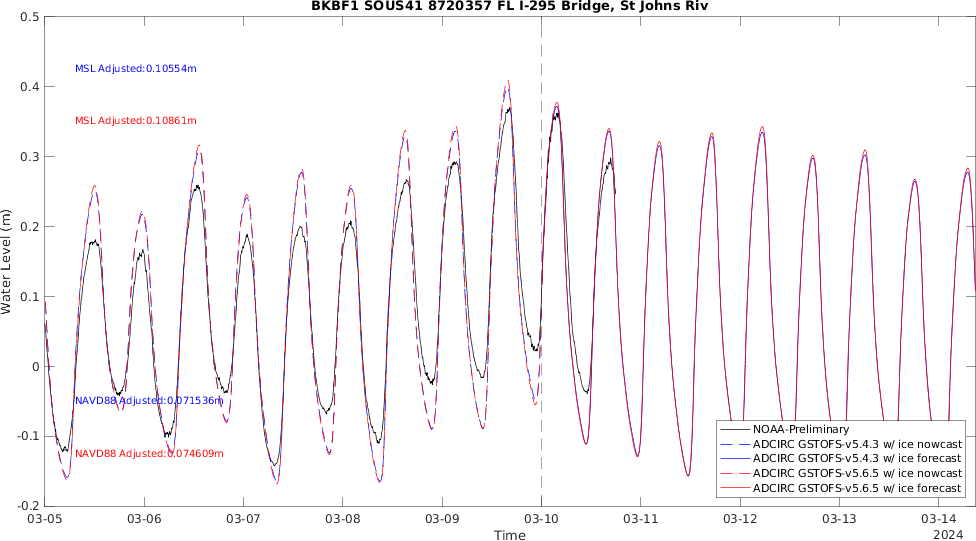 BKBF1 SOUS41 8720357 FL I-295 Bridge, St Johns Riv
0.5
0.4
0.3
0.2
0.1
0
-0.1
-0.2
Water Level (m)
MSL Adjusted:0.10554m
MSL Adjusted:0.10861m
NAVD88 Adjusted:0.071536m
NAVD88 Adjusted:0.074609m
NOAA-Preliminary
ADCIRC GSTOFS-v5.4.3 w/ ice nowcast
ADCIRC GSTOFS-v5.4.3 w/ ice forecast
ADCIRC GSTOFS-v5.6.5 w/ ice nowcast
ADCIRC GSTOFS-v5.6.5 w/ ice forecast
03-05 03-06 03-07 03-08 03-09 03-10 03-11 03-12 03-13 03-14
Time
2024